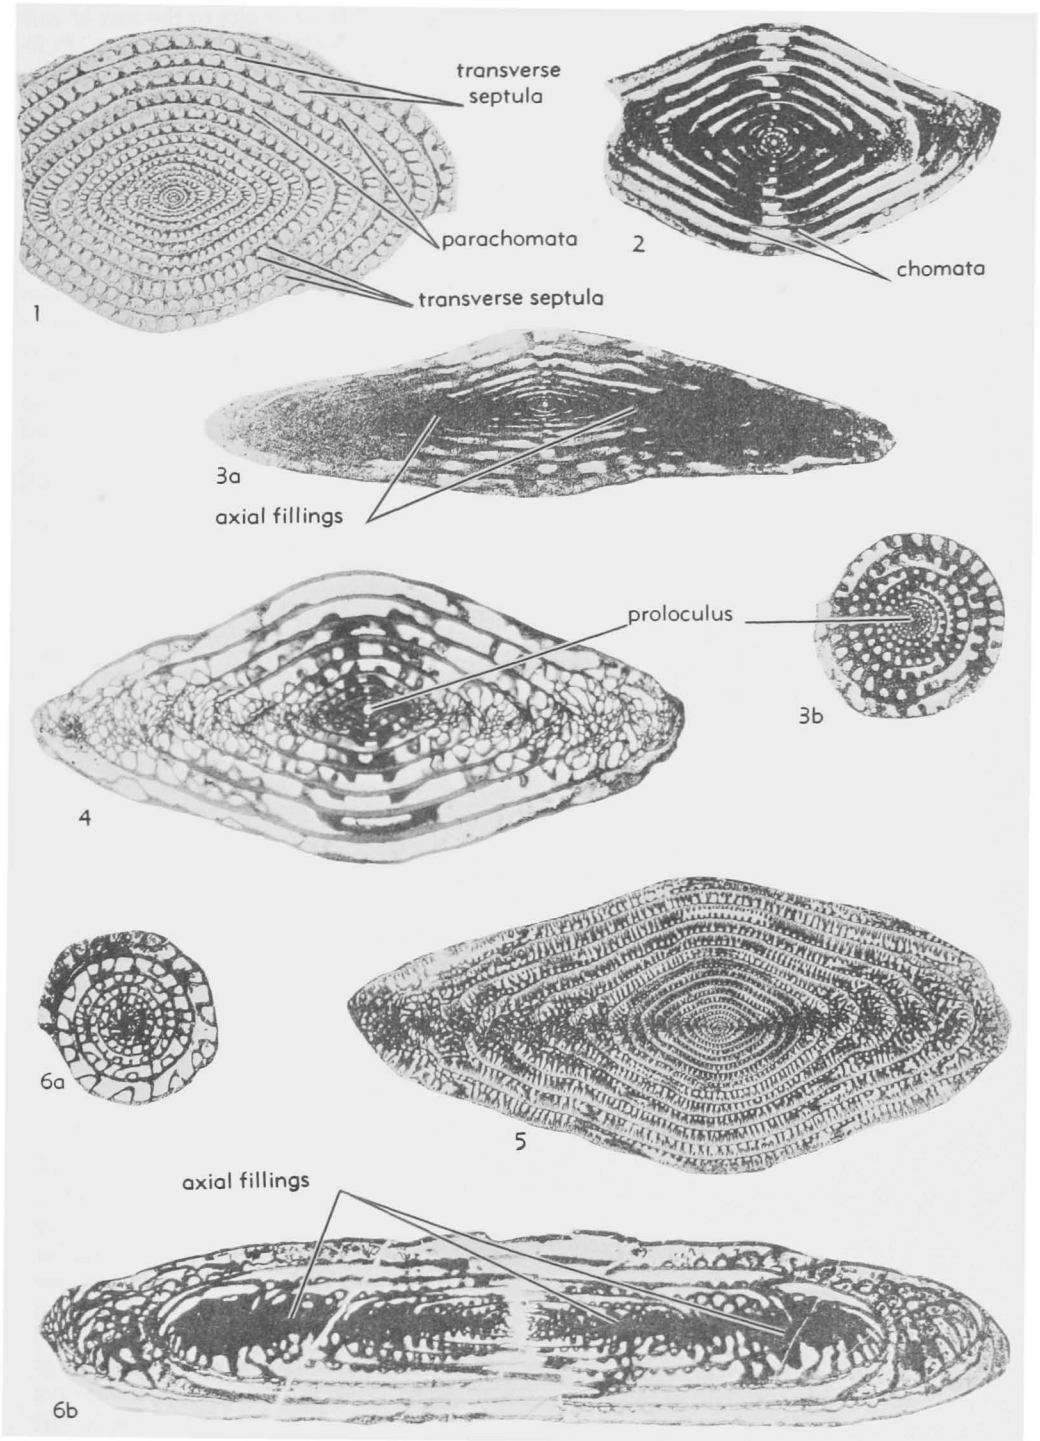 transverse
septula
parachomata
transverse septula
1
2
chomata
3a
axial fillings
proloculus
3b
4
6a
5
axial fillings
6b